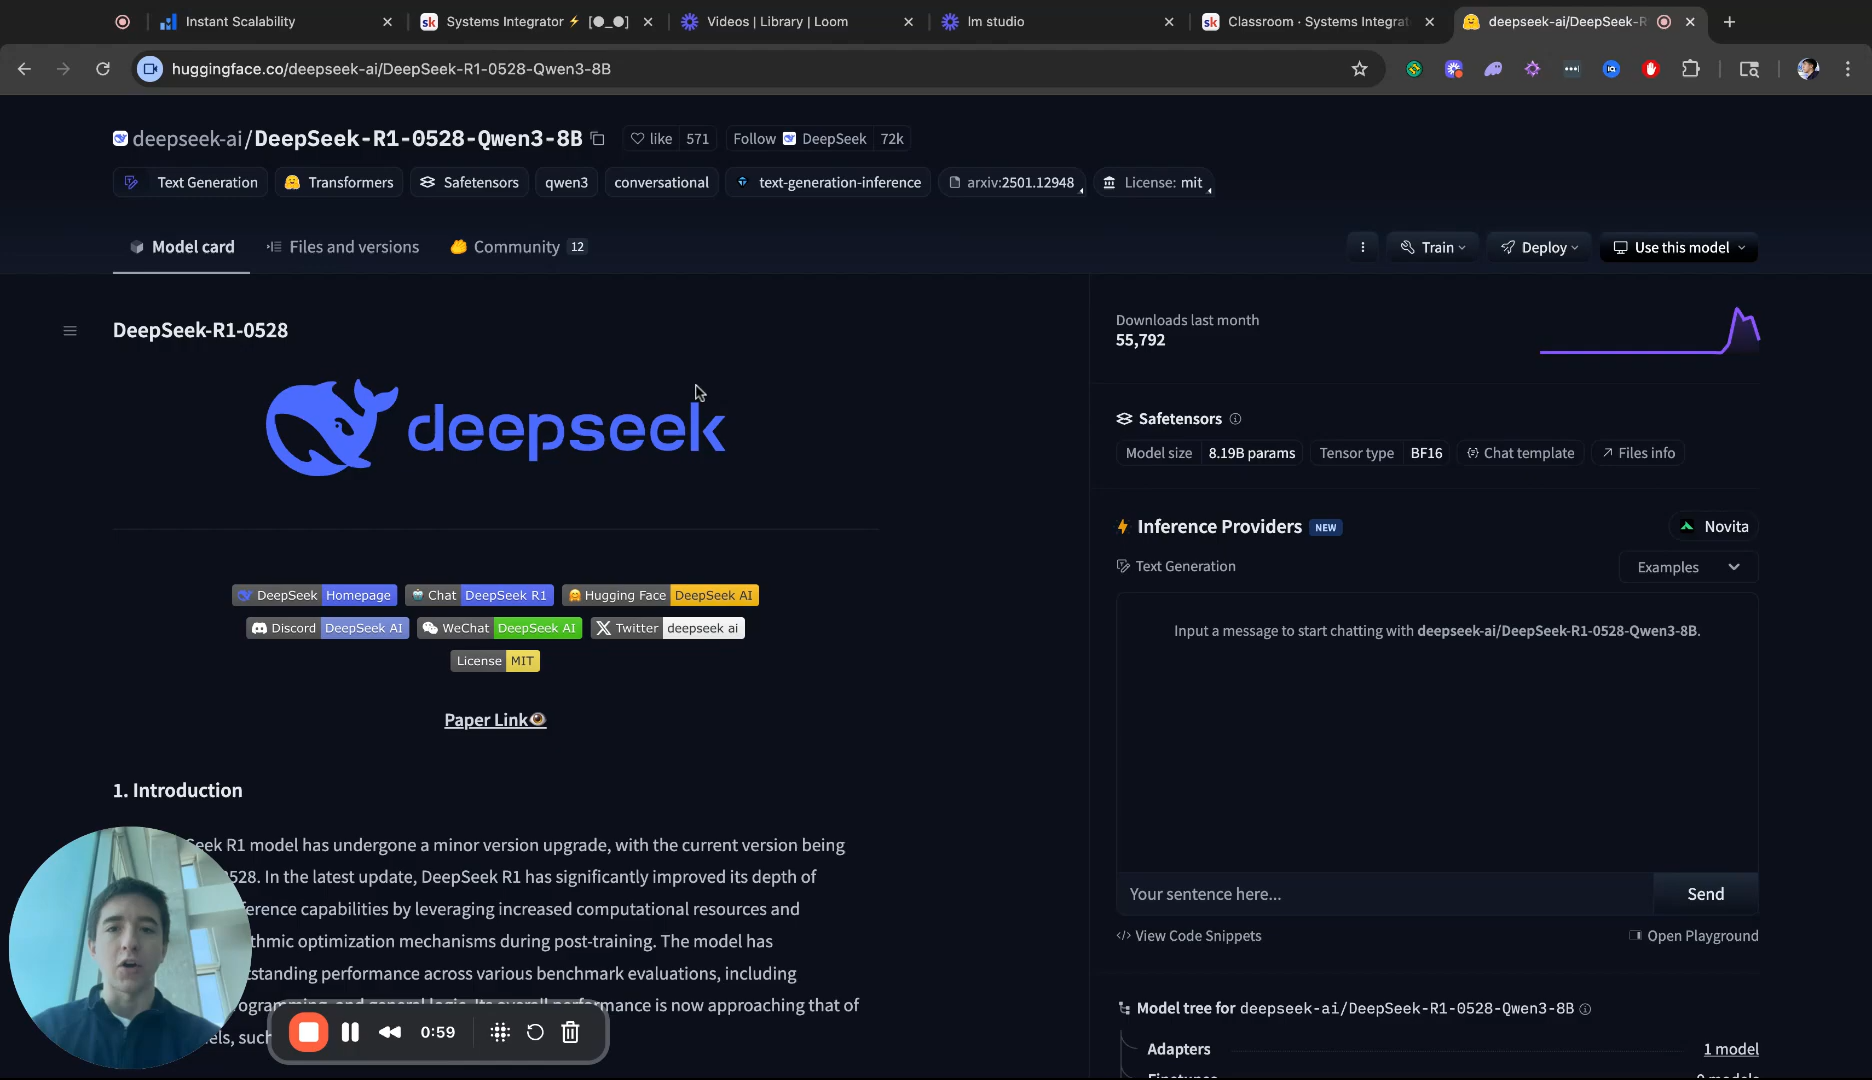 Instant Scalability
Systems Integrator⚡ [●_●]
Videos | Library | Loom
lm studio
Classroom · Systems Integrat
deepseek-ai/DeepSeek-R
huggingface.co/deepseek-ai/DeepSeek-R1-0528-Qwen3-8B
deepseek-ai/DeepSeek-R1-0528-Qwen3-8B
like 571
Follow DeepSeek 72k
Text Generation
Transformers
Safetensors
qwen3
conversational
text-generation-inference
arxiv:2501.12948
License: mit
Model card
Files and versions
Community 12
Train
Deploy
Use this model
DeepSeek-R1-0528
deepseek
DeepSeek Homepage
Chat DeepSeek R1
Hugging Face DeepSeek AI
Discord DeepSeek AI
WeChat DeepSeek AI
Twitter deepseek ai
License MIT
Paper Link👁️
1. Introduction
Seek R1 model has undergone a minor version upgrade, with the current version being
0528. In the latest update, DeepSeek R1 has significantly improved its depth of
ference capabilities by leveraging increased computational resources and
thmic optimization mechanisms during post-training. The model has
standing performance across various benchmark evaluations, including
ogramming, and general logic. Its overall performance is now approaching that of
els, such
0:59
Downloads last month
55,792
Safetensors
Model size 8.19B params
Tensor type BF16
Chat template
Files info
Inference Providers NEW
Novita
Text Generation
Examples
Input a message to start chatting with deepseek-ai/DeepSeek-R1-0528-Qwen3-8B.
Your sentence here...
Send
View Code Snippets
Open Playground
Model tree for deepseek-ai/DeepSeek-R1-0528-Qwen3-8B
Adapters
1 model
Finetunes